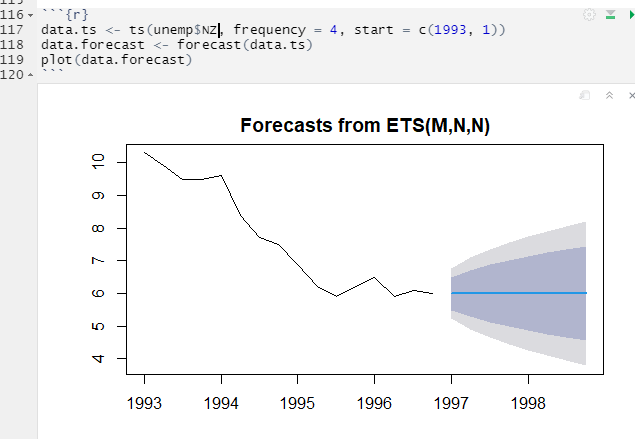 116 ```{r}
117 data.ts <- ts(unemp$NZ, frequency = 4, start = c(1993, 1))
118 data.forecast <- forecast(data.ts)
119 plot(data.forecast)
120 ```
Forecasts from ETS(M,N,N)
10
9
8
7
6
5
4
1993 1994 1995 1996 1997 1998